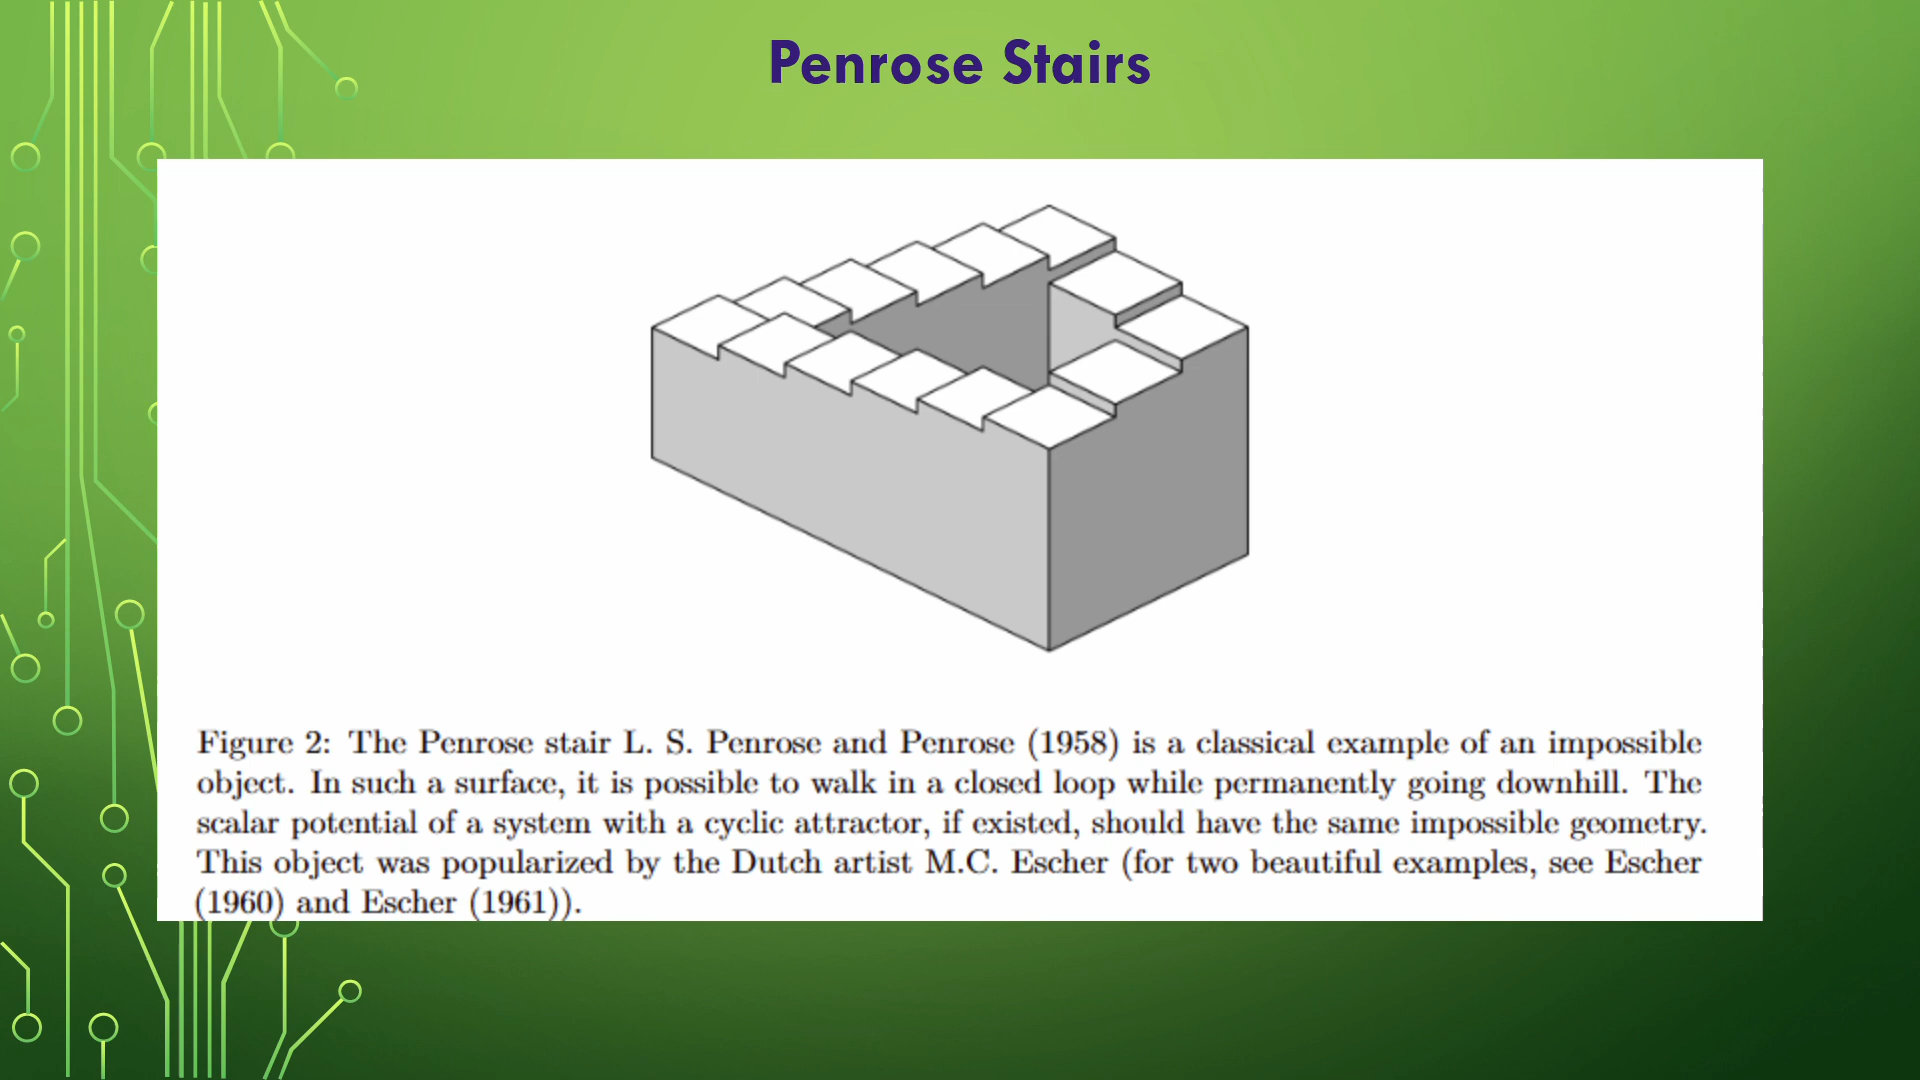 Penrose Stairs
Figure 2: The Penrose stair L. S. Penrose and Penrose (1958) is a classical example of an impossible
object. In such a surface, it is possible to walk in a closed loop while permanently going downhill. The
scalar potential of a system with a cyclic attractor, if existed, should have the same impossible geometry.
This object was popularized by the Dutch artist M.C. Escher (for two beautiful examples, see Escher
(1960) and Escher (1961)).